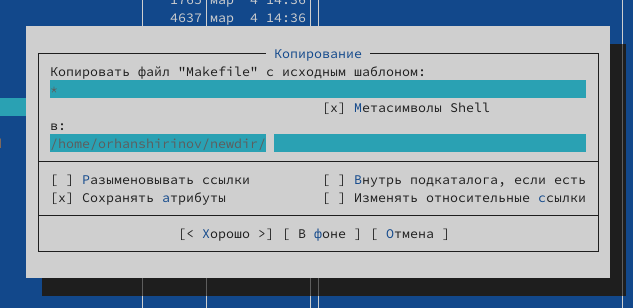 1765 мар 4 14:36
4637 мар 4 14:36
Копирование
Копировать файл "Makefile" с исходным шаблоном:
*
[x] Метасимволы Shell
в:
/home/orhanshirinov/newdir/
[ ] Разыменовывать ссылки [ ] Внутрь подкаталога, если есть
[x] Сохранять атрибуты [ ] Изменять относительные ссылки
[< Хорошо >] [ В фоне ] [ Отмена ]